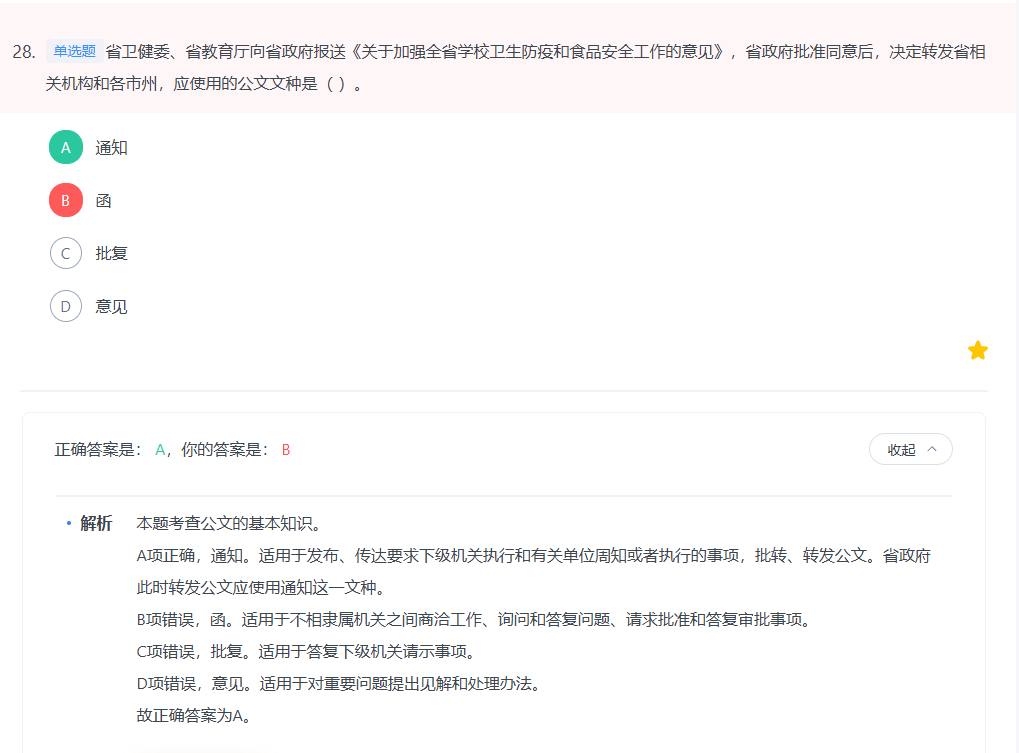 28. 单选题 省卫健委、省教育厅向省政府报送《关于加强全省学校卫生防疫和食品安全工作的意见》，省政府批准同意后，决定转发省相
关机构和各市州，应使用的公文文种是（ ）。
A 通知
B 函
C 批复
D 意见
正确答案是： A，你的答案是： B
收起
• 解析 本题考查公文的基本知识。
A项正确，通知。适用于发布、传达要求下级机关执行和有关单位周知或者执行的事项，批转、转发公文。省政府
此时转发公文应使用通知这一文种。
B项错误，函。适用于不相隶属机关之间商洽工作、询问和答复问题、请求批准和答复审批事项。
C项错误，批复。适用于答复下级机关请示事项。
D项错误，意见。适用于对重要问题提出见解和处理办法。
故正确答案为A。